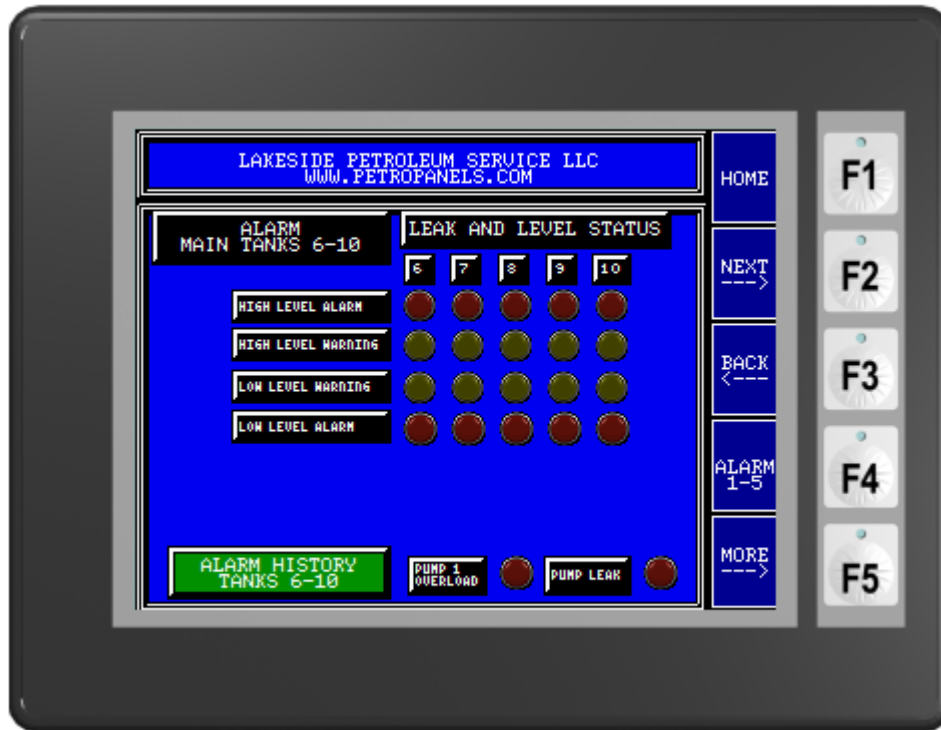 LAKESIDE PETROLEUM SERVICE LLC
WWW.PETROPANELS.COM
ALARM
MAIN TANKS 6-10
LEAK AND LEVEL STATUS
6 7 8 9 10
HIGH LEVEL ALARM
HIGH LEVEL WARNING
LOW LEVEL WARNING
LOW LEVEL ALARM
ALARM HISTORY
TANKS 6-10
PUMP 1
OVERLOAD
PUMP LEAK
HOME
NEXT
--->
BACK
<---
ALARM
1-5
MORE
--->
F1
F2
F3
F4
F5